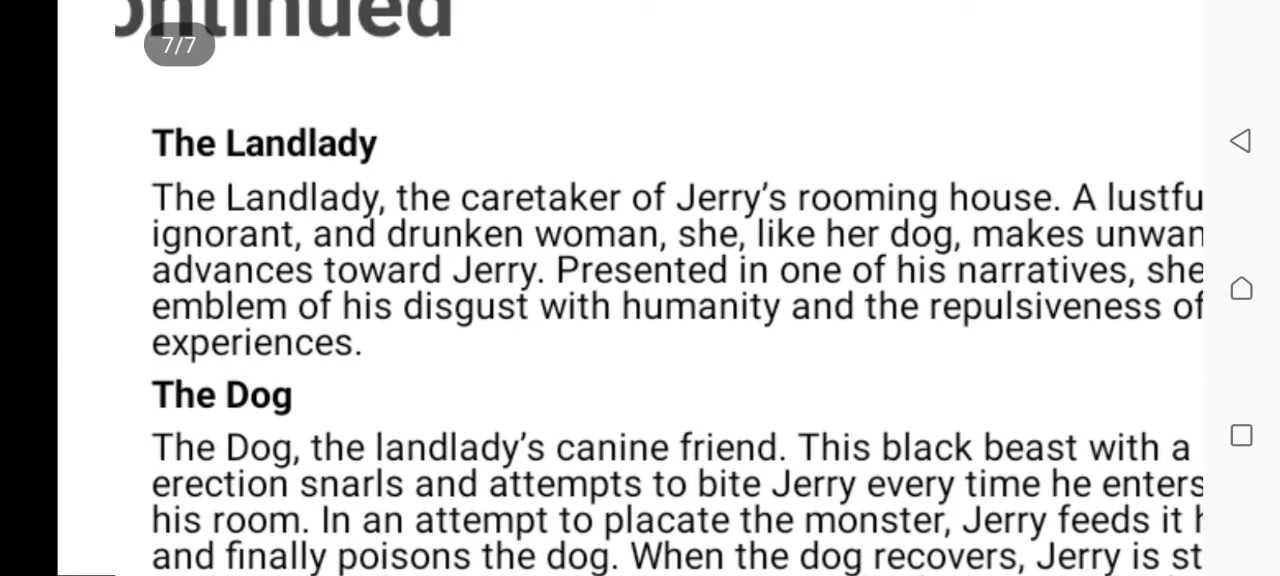 ontinued
7/7
The Landlady
The Landlady, the caretaker of Jerry's rooming house. A lustfu
ignorant, and drunken woman, she, like her dog, makes unwan
advances toward Jerry. Presented in one of his narratives, she
emblem of his disgust with humanity and the repulsiveness of
experiences.
The Dog
The Dog, the landlady's canine friend. This black beast with a
erection snarls and attempts to bite Jerry every time he enters
his room. In an attempt to placate the monster, Jerry feeds it h
and finally poisons the dog. When the dog recovers, Jerry is st